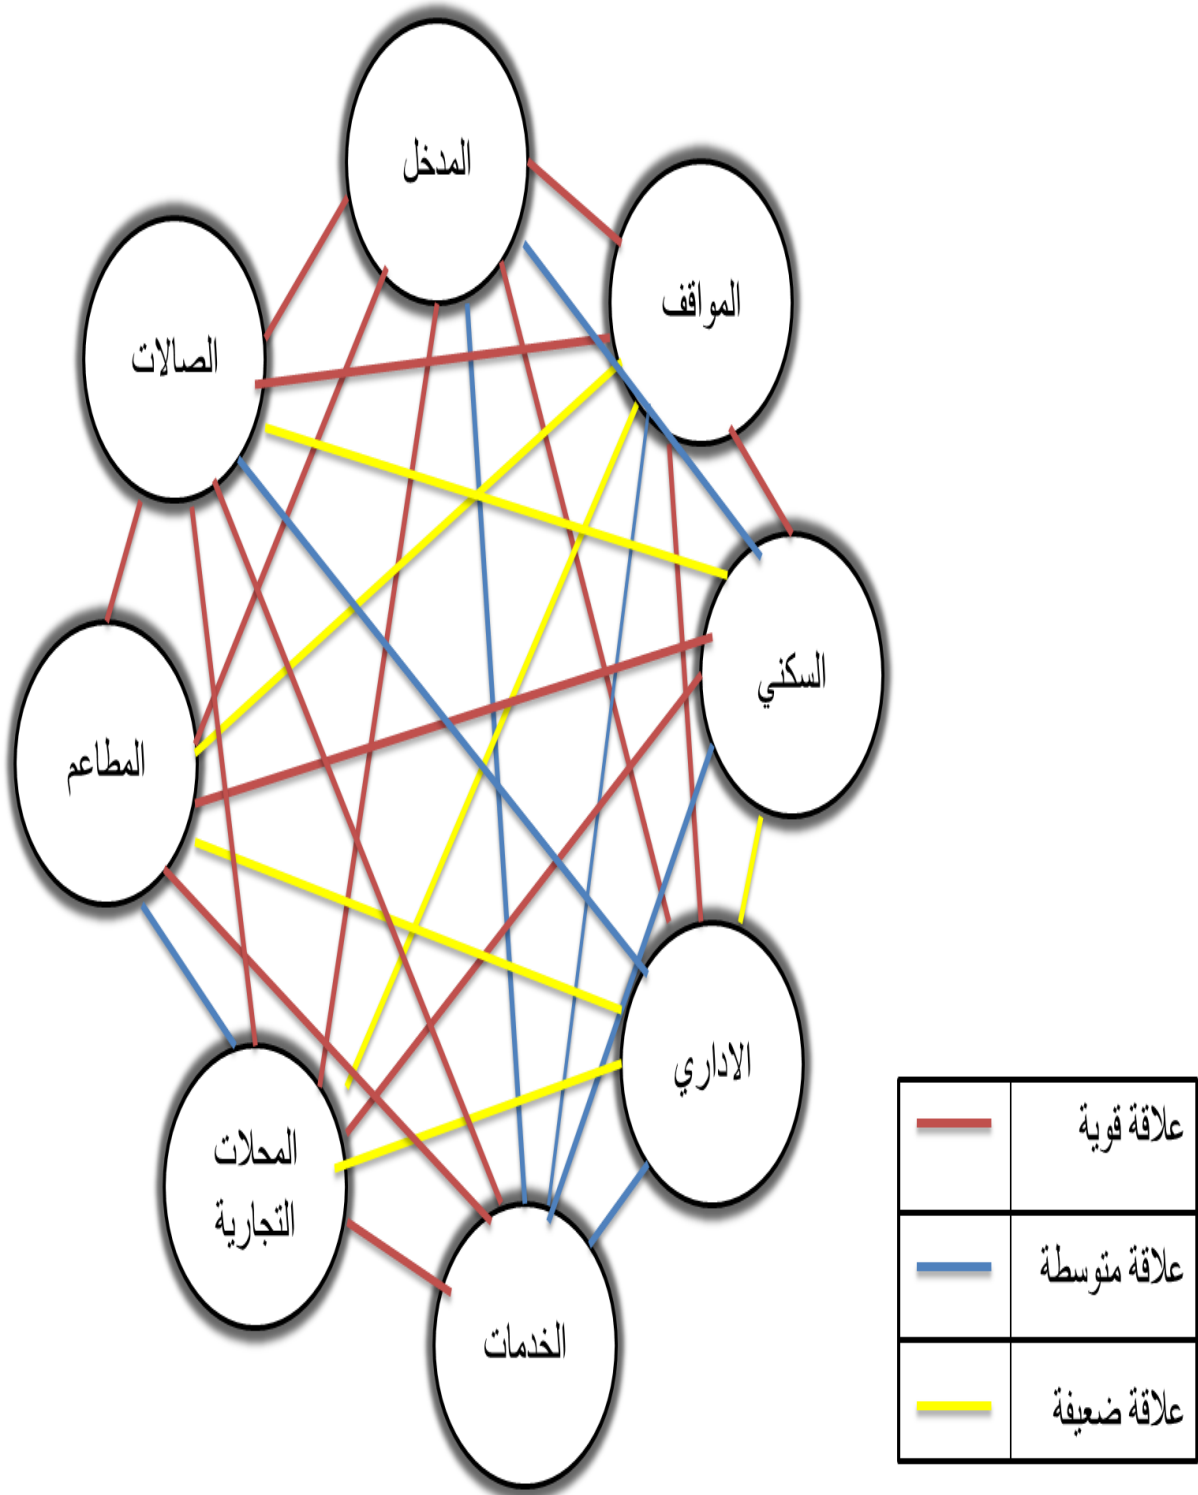 المدخل
المواقف
الصالات
السكني
المطاعم
الاداري
المحلات
التجارية
الخدمات
علاقة قوية
علاقة متوسطة
علاقة ضعيفة